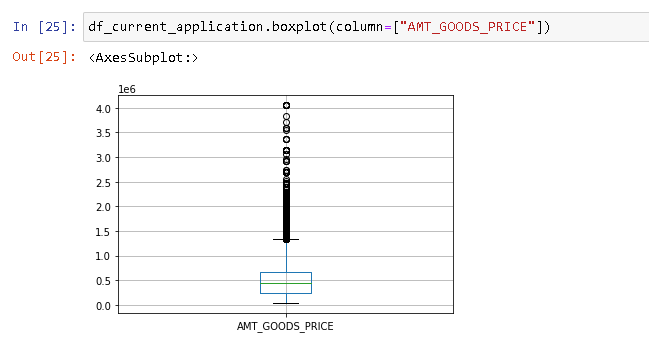 In [25]: df_current_application.boxplot(column=["AMT_GOODS_PRICE"])
Out[25]: <AxesSubplot:>
1e6
4.0
3.5
3.0
2.5
2.0
1.5
1.0
0.5
0.0
AMT_GOODS_PRICE